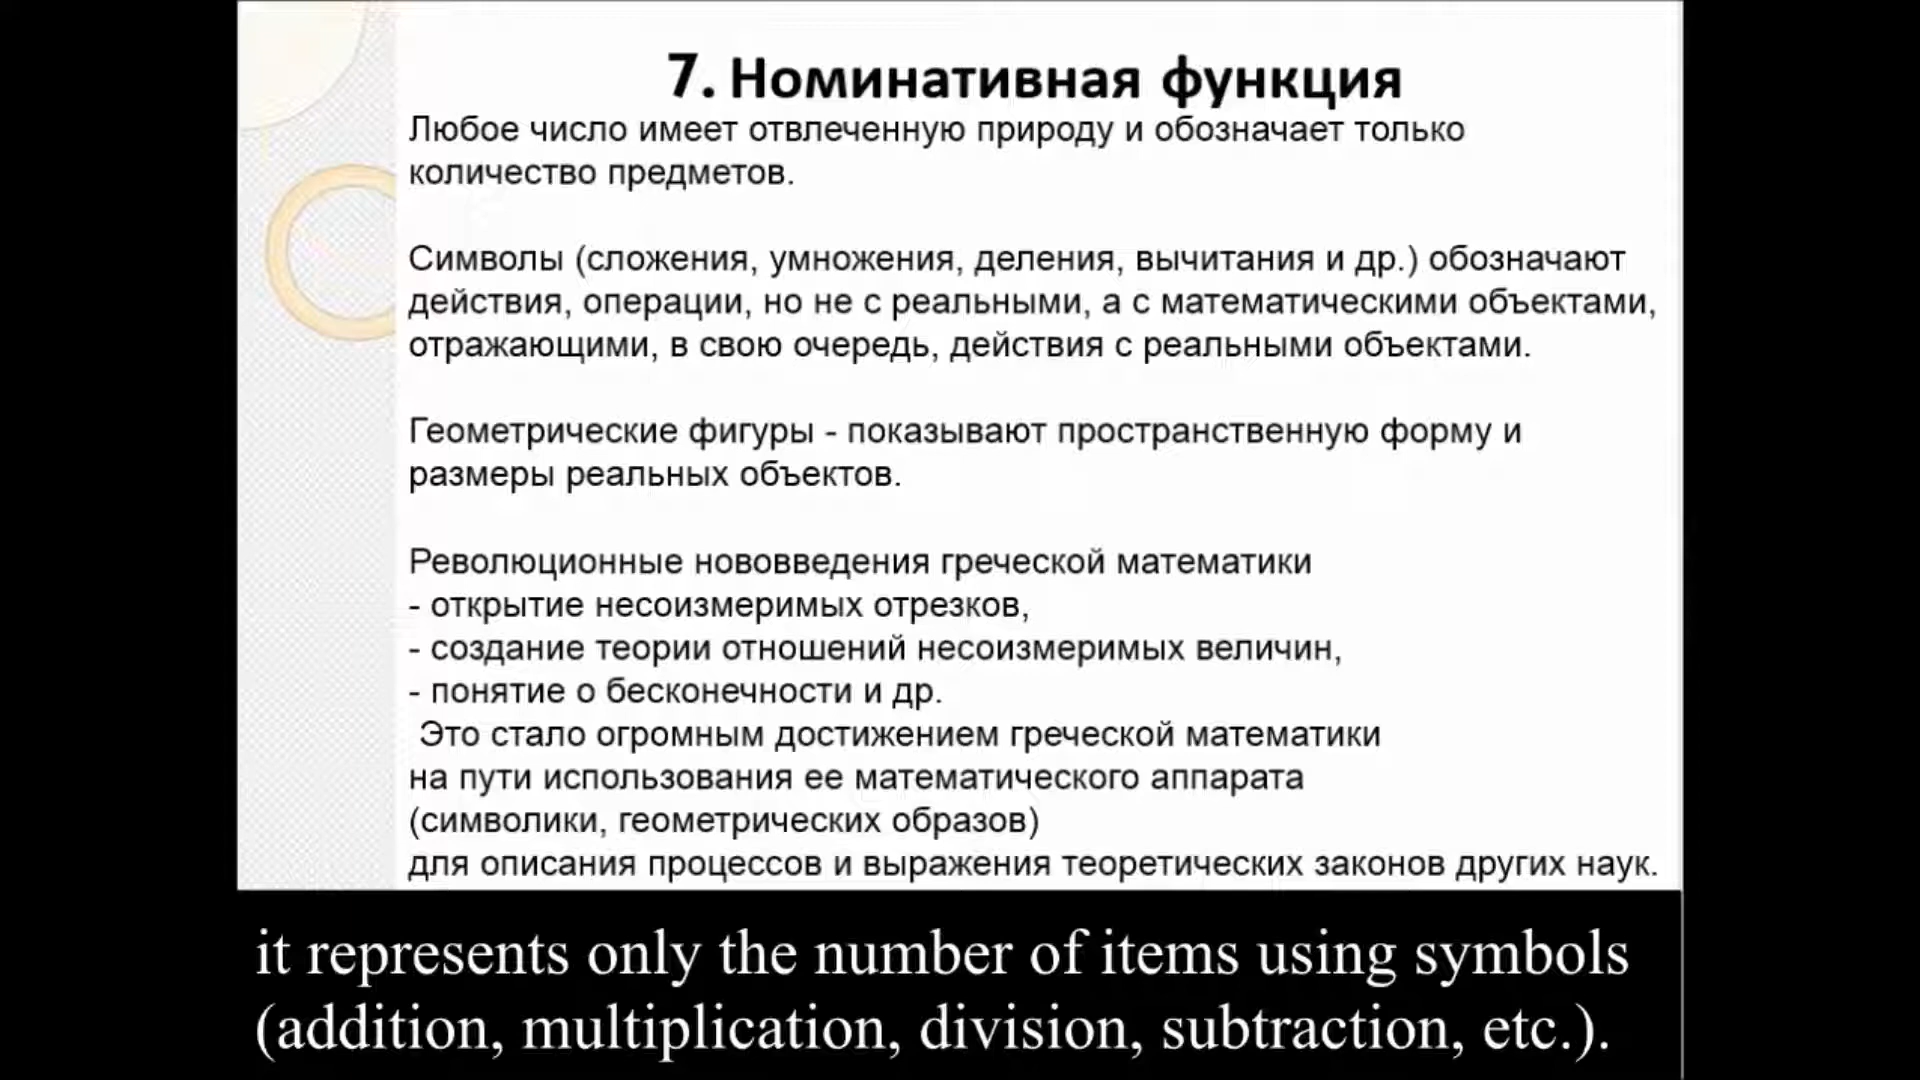 7. Номинативная функция
Любое число имеет отвлеченную природу и обозначает только
количество предметов.
Символы (сложения, умножения, деления, вычитания и др.) обозначают
действия, операции, но не с реальными, а с математическими объектами,
отражающими, в свою очередь, действия с реальными объектами.
Геометрические фигуры - показывают пространственную форму и
размеры реальных объектов.
Революционные нововведения греческой математики
- открытие несоизмеримых отрезков,
- создание теории отношений несоизмеримых величин,
- понятие о бесконечности и др.
Это стало огромным достижением греческой математики
на пути использования ее математического аппарата
(символики, геометрических образов)
для описания процессов и выражения теоретических законов других наук.
it represents only the number of items using symbols
(addition, multiplication, division, subtraction, etc.).